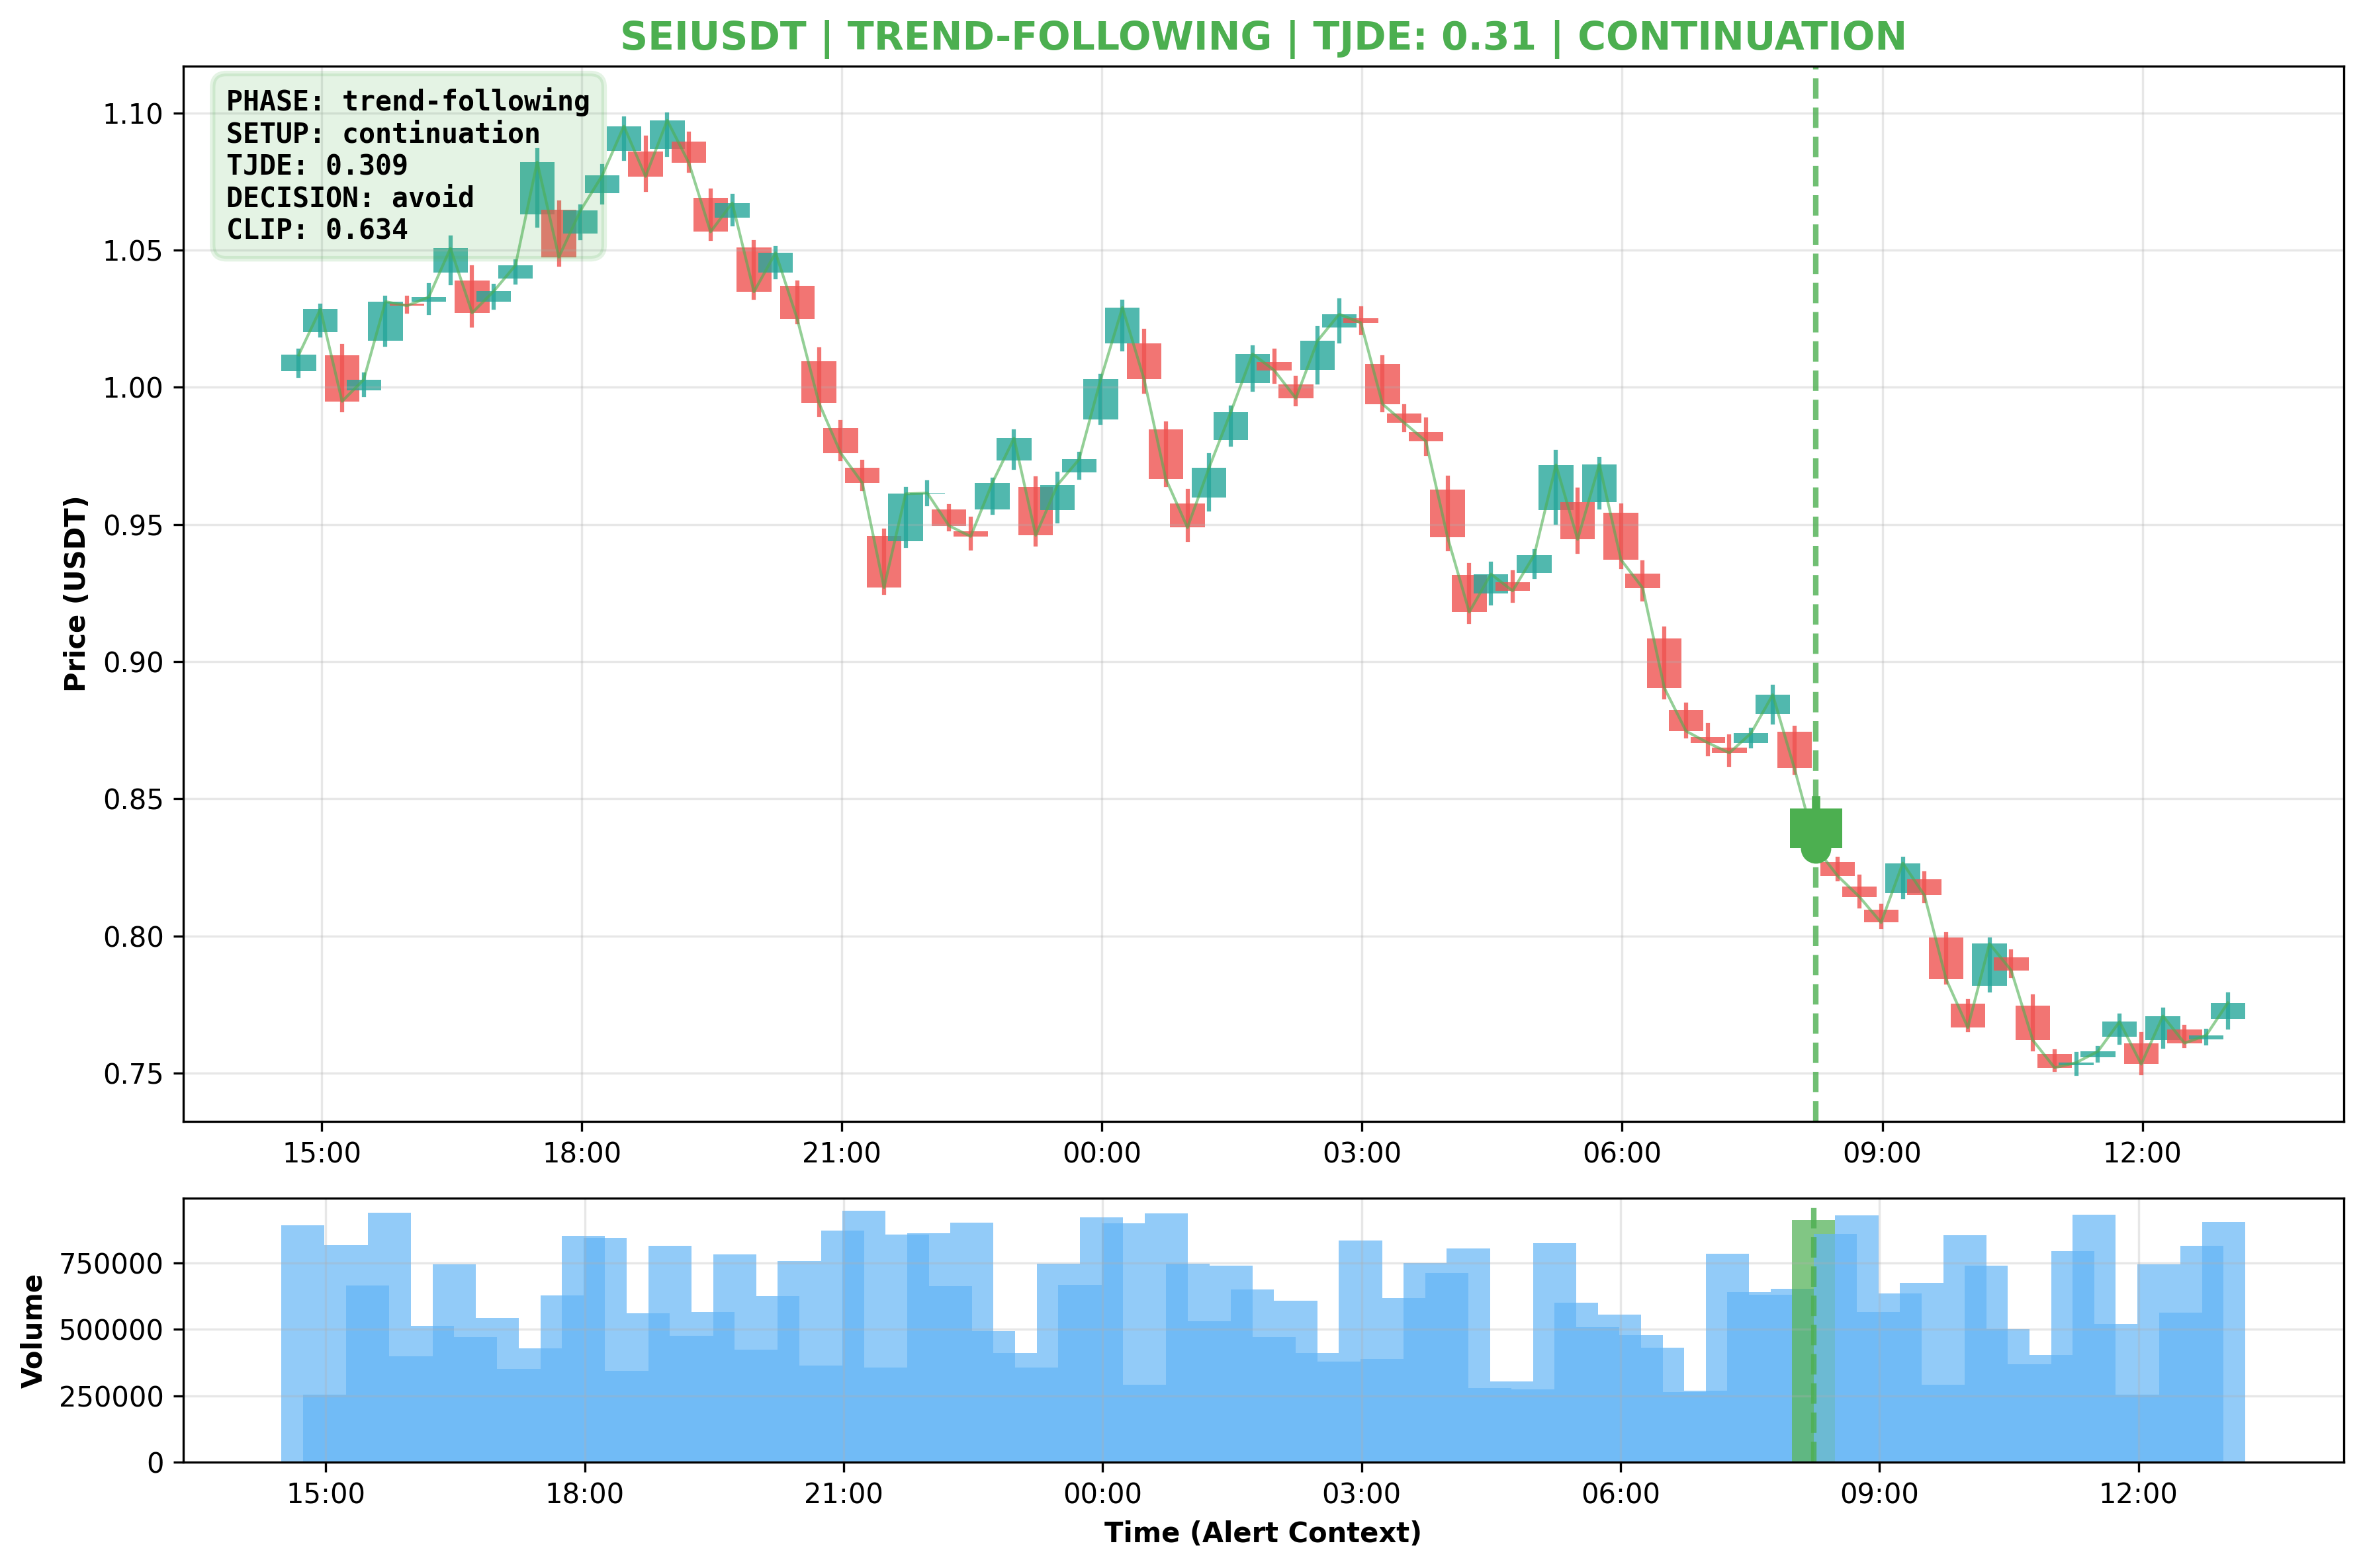 SEIUSDT | TREND-FOLLOWING | TJDE: 0.31 | CONTINUATION
PHASE: trend-following
SETUP: continuation
TJDE: 0.309
DECISION: avoid
CLIP: 0.634
Price (USDT)
1.10
1.05
1.00
0.95
0.90
0.85
0.80
0.75
15:00 18:00 21:00 00:00 03:00 06:00 09:00 12:00
Volume
750000
500000
250000
0
15:00 18:00 21:00 00:00 03:00 06:00 09:00 12:00
Time (Alert Context)